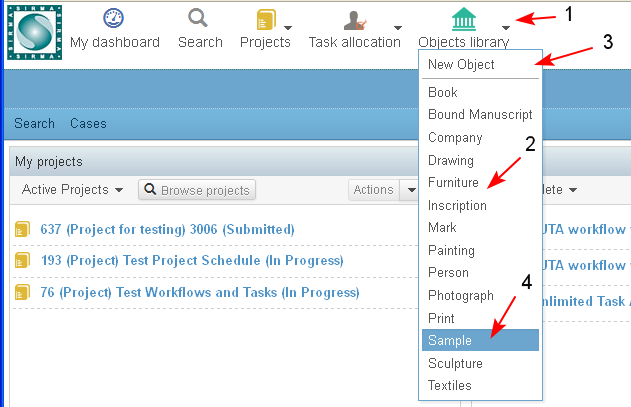 SIRMA SIRMA SIRMA SIRMA
My dashboard
Search
Projects
Task allocation
Objects library
1
New Object
3
Search Cases
Book
Bound Manuscript
Company
2
My projects
Drawing
Active Projects
Browse projects
Actions
Furniture
Inscription
Mark
637 (Project for testing) 3006 (Submitted)
UTA workflow
Painting
193 (Project) Test Project Schedule (In Progress)
UTA workflow
Person
4
76 (Project) Test Workflows and Tasks (In Progress)
Photograph
Print
Sample
Sculpture
Textiles